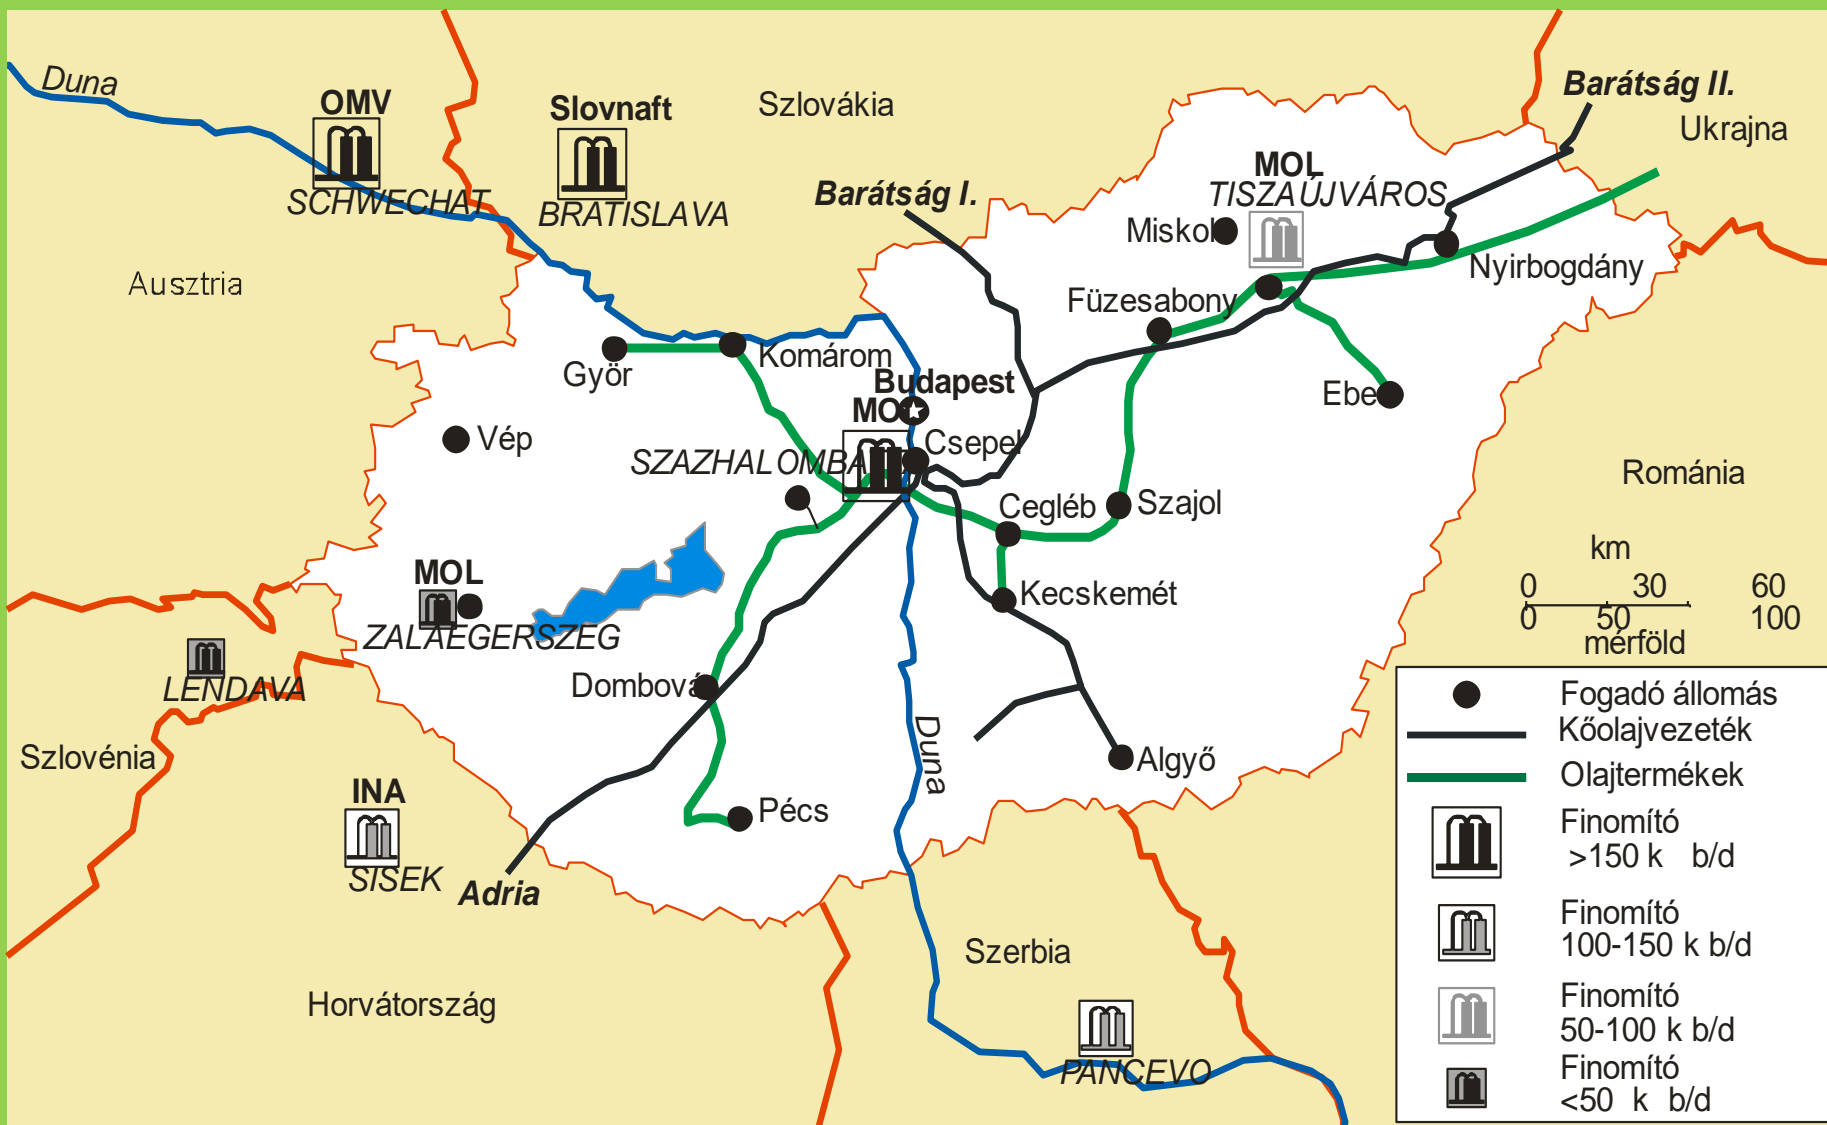 Duna
OMV
SCHWECHAT
Slovnaft
BRATISLAVA
Szlovákia
Barátság I.
Barátság II.
Ukrajna
MOL
TISZAÚJVÁROS
Miskol
Nyirbogdány
Füzesabony
Ausztria
Györ
Komárom
Budapest
MO
Csepel
SZAZHALOMBA
Ebe
Vép
Cegléb
Szajol
Románia
MOL
ZALAEGERSZEG
Kecskemét
LENDAVA
Dombová
Duna
Algyő
Szlovénia
INA
SISEK
Pécs
Adria
Szerbia
Horvátország
PANCEVO
km
0 30 60
0 50 100
mérföld
Fogadó állomás
Kőolajvezeték
Olajtermékek
Finomító
>150 k b/d
Finomító
100-150 k b/d
Finomító
50-100 k b/d
Finomító
<50 k b/d